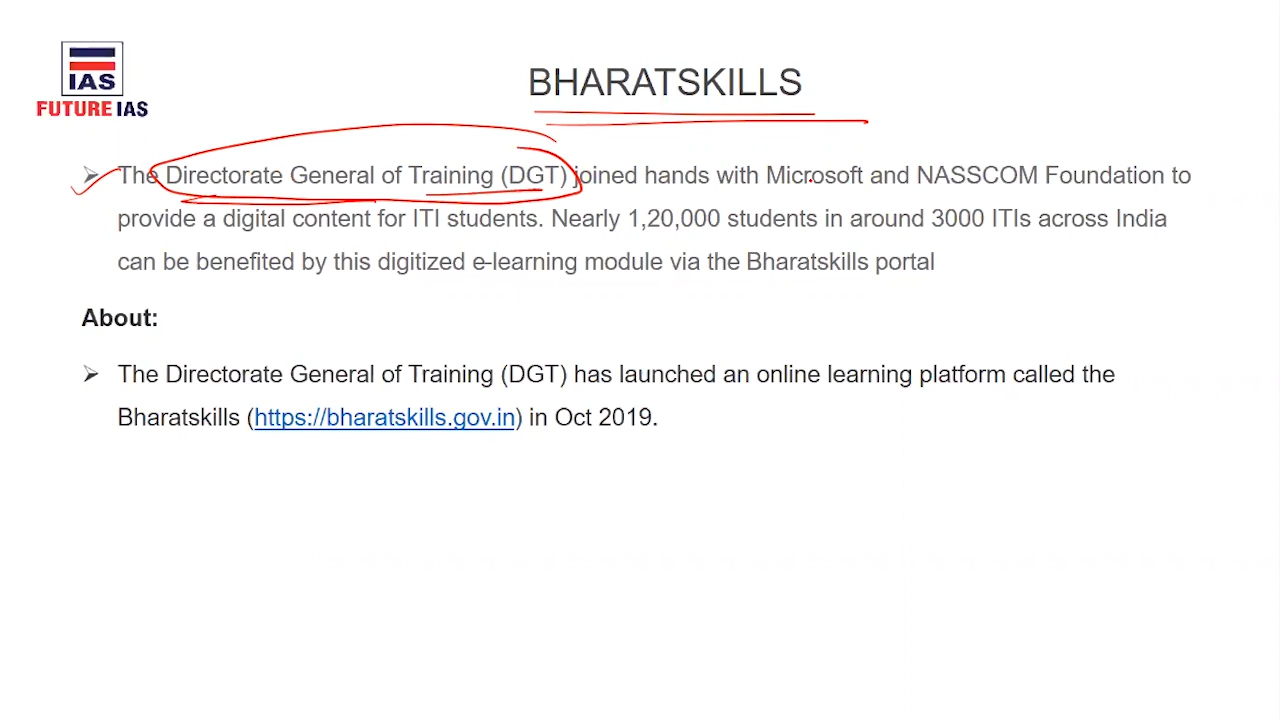 IAS
FUTURE IAS
BHARATSKILLS
➢ The Directorate General of Training (DGT) joined hands with Microsoft and NASSCOM Foundation to
provide a digital content for ITI students. Nearly 1,20,000 students in around 3000 ITIs across India
can be benefited by this digitized e-learning module via the Bharatskills portal
About:
➢ The Directorate General of Training (DGT) has launched an online learning platform called the
Bharatskills (https://bharatskills.gov.in) in Oct 2019.